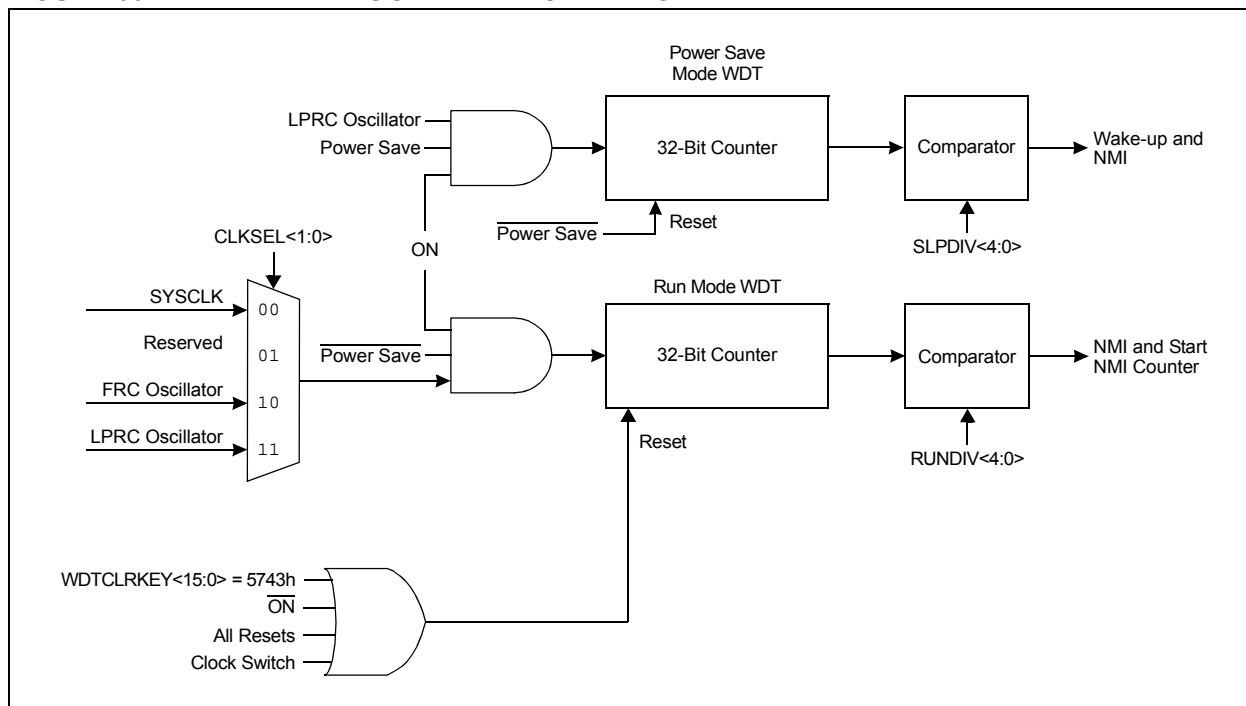 Power Save
Mode WDT
LPRC Oscillator
Power Save
32-Bit Counter
Comparator
Wake-up and
NMI
Power Save
Reset
SLPDIV<4:0>
ON
CLKSEL<1:0>
Run Mode WDT
SYSCLK
00
Reserved
01
Power Save
32-Bit Counter
Comparator
NMI and Start
NMI Counter
FRC Oscillator
10
LPRC Oscillator
11
Reset
RUNDIV<4:0>
WDTCLRKEY<15:0> = 5743h
ON
All Resets
Clock Switch